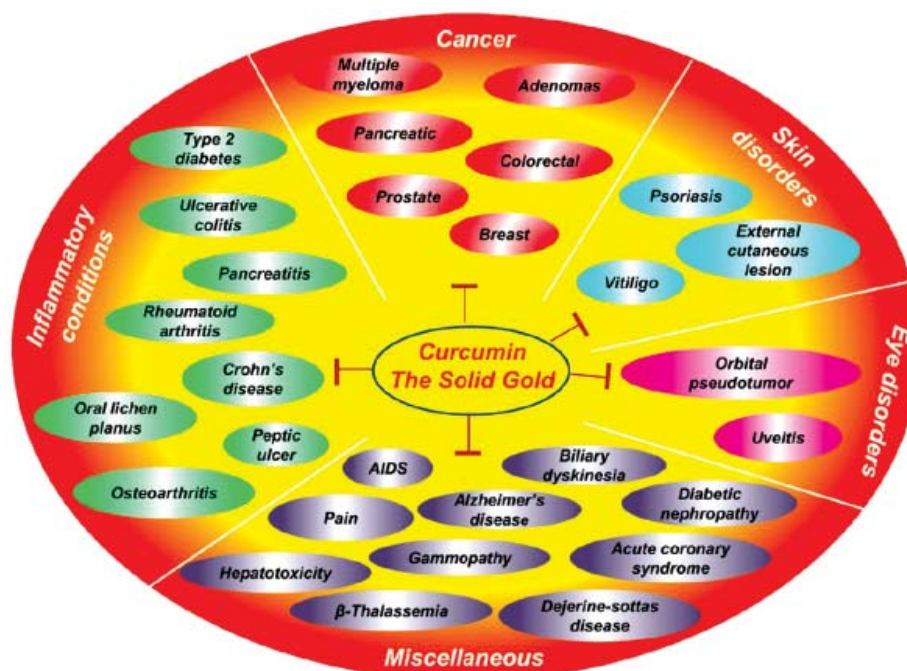 Cancer
Multiple
myeloma
Adenomas
Pancreatic
Colorectal
Prostate
Breast
Skin
disorders
Psoriasis
External
cutaneous
lesion
Vitiligo
Eye disorders
Orbital
pseudotumor
Uveitis
Inflammatory
conditions
Type 2
diabetes
Ulcerative
colitis
Pancreatitis
Rheumatoid
arthritis
Crohn's
disease
Oral lichen
planus
Peptic
ulcer
Osteoarthritis
Curcumin
The Solid Gold
AIDS
Biliary
dyskinesia
Pain
Alzheimer's
disease
Diabetic
nephropathy
Hepatotoxicity
Gammopathy
Acute coronary
syndrome
β-Thalassemia
Dejerine-sottas
disease
Miscellaneous